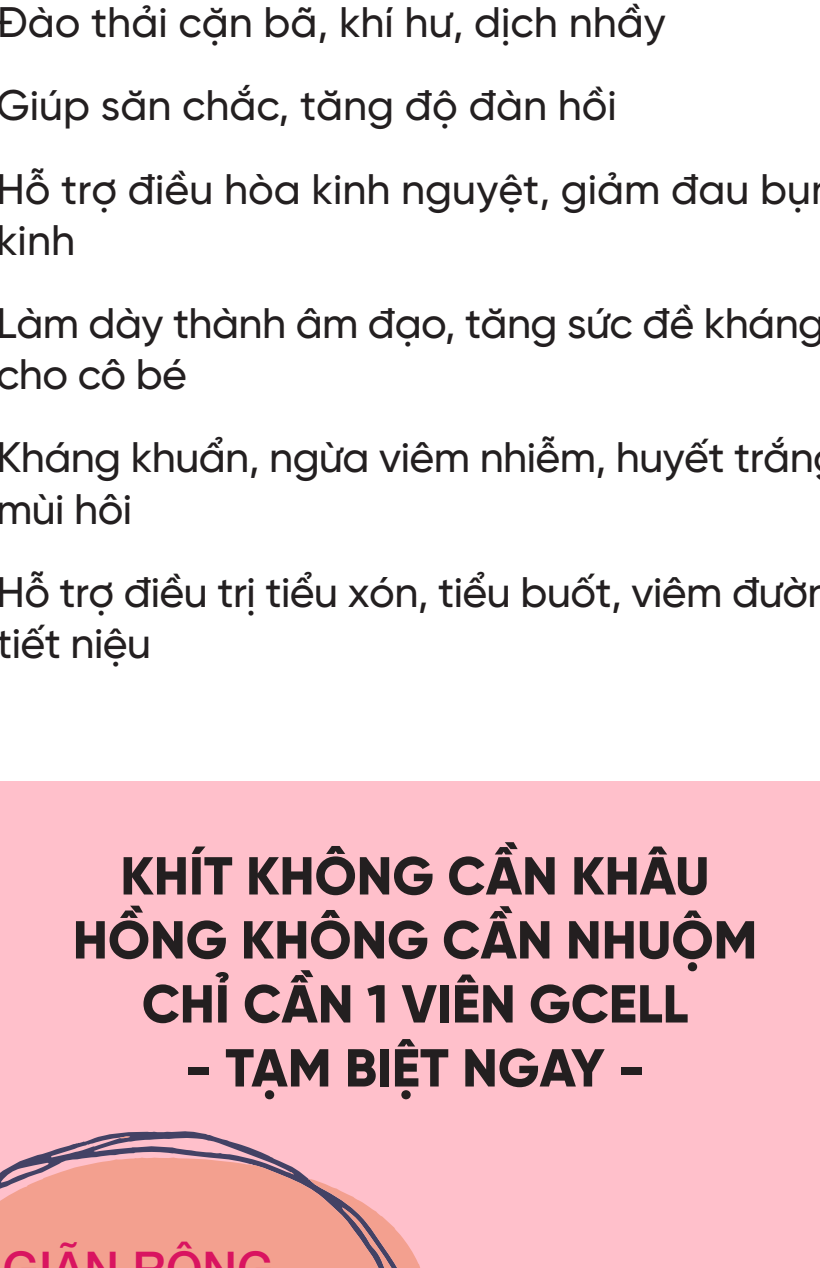 Đào thải cặn bã, khí hư, dịch nhầy
Giúp săn chắc, tăng độ đàn hồi
Hỗ trợ điều hòa kinh nguyệt, giảm đau
kinh
Làm dày thành âm đạo, tăng sức đề kháng
cho cô bé
Kháng khuẩn, ngừa viêm nhiễm, huyết trắng
mùi hôi
Hỗ trợ điều trị tiểu xón, tiểu buốt, viêm
tiết niệu
KHÍT KHÔNG CẦN KHÂU
HỒNG KHÔNG CẦN NHUỘM
CHỈ CẦN 1 VIÊN GCELL
- TẠM BIỆT NGAY -
GIÃN RỘNG